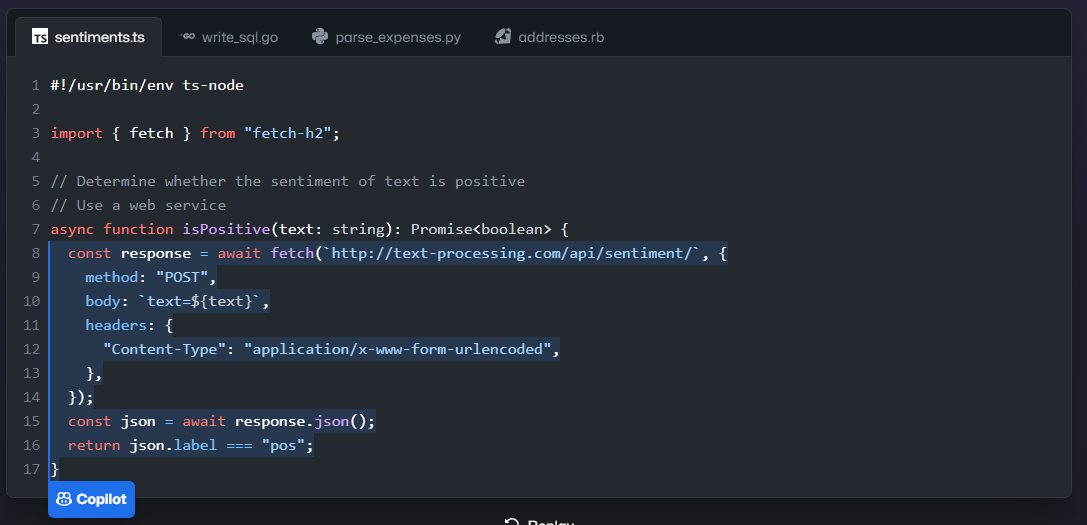 sentiments.ts write_sql.go parse_expenses.py addresses.rb
1 #!/usr/bin/env ts-node
2
3 import { fetch } from "fetch-h2";
4
5 // Determine whether the sentiment of text is positive
6 // Use a web service
7 async function isPositive(text: string): Promise<boolean> {
8   const response = await fetch(`http://text-processing.com/api/sentiment/`, {
9     method: "POST",
10     body: `text=${text}`,
11     headers: {
12       "Content-Type": "application/x-www-form-urlencoded",
13     },
14   });
15   const json = await response.json();
16   return json.label === "pos";
17 }
Copilot
Replay